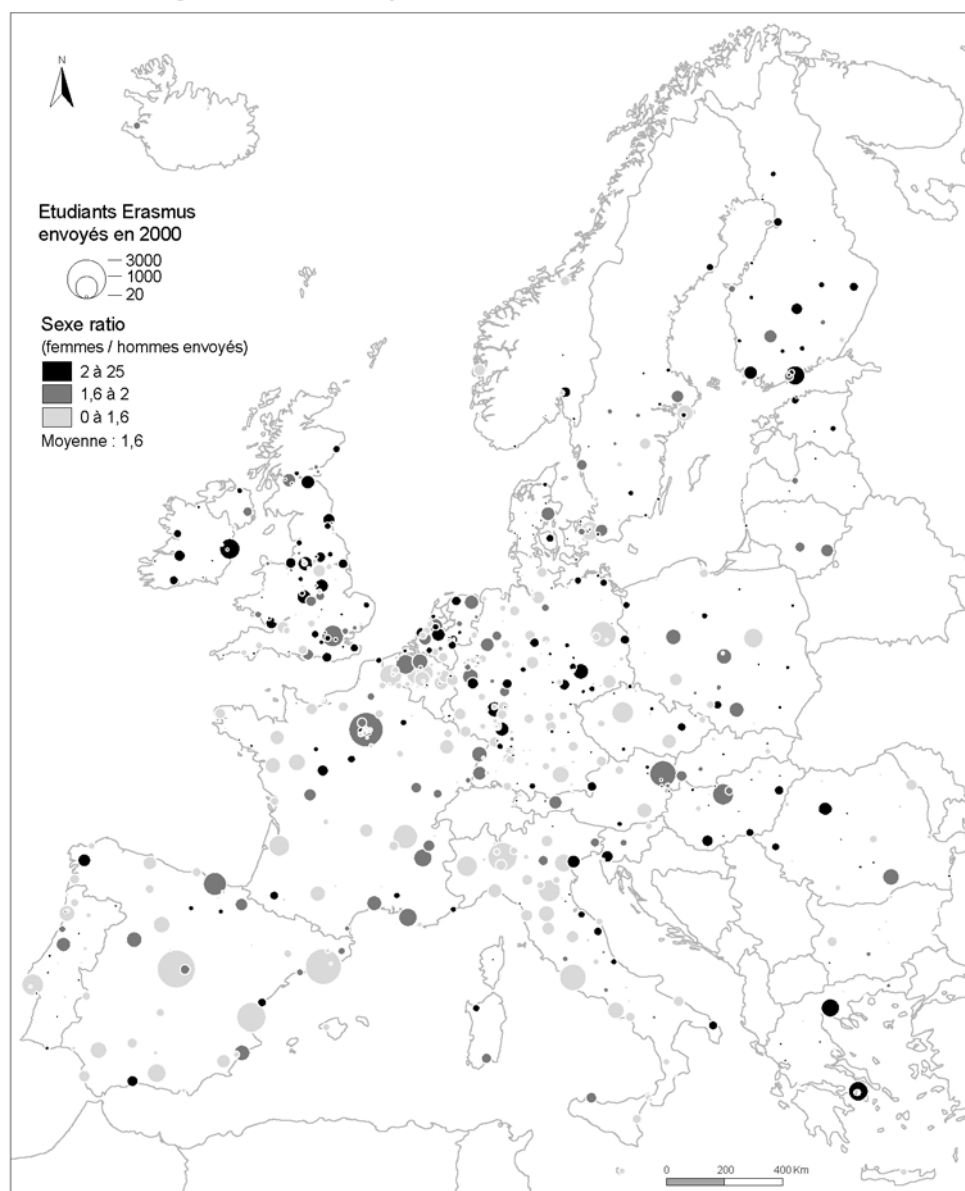 N
Etudiants Erasmus
envoyés en 2000
3000
1000
20
Sexe ratio
(femmes / hommes envoyés)
2 à 25
1,6 à 2
0 à 1,6
Moyenne : 1,6
0 200 400 Km